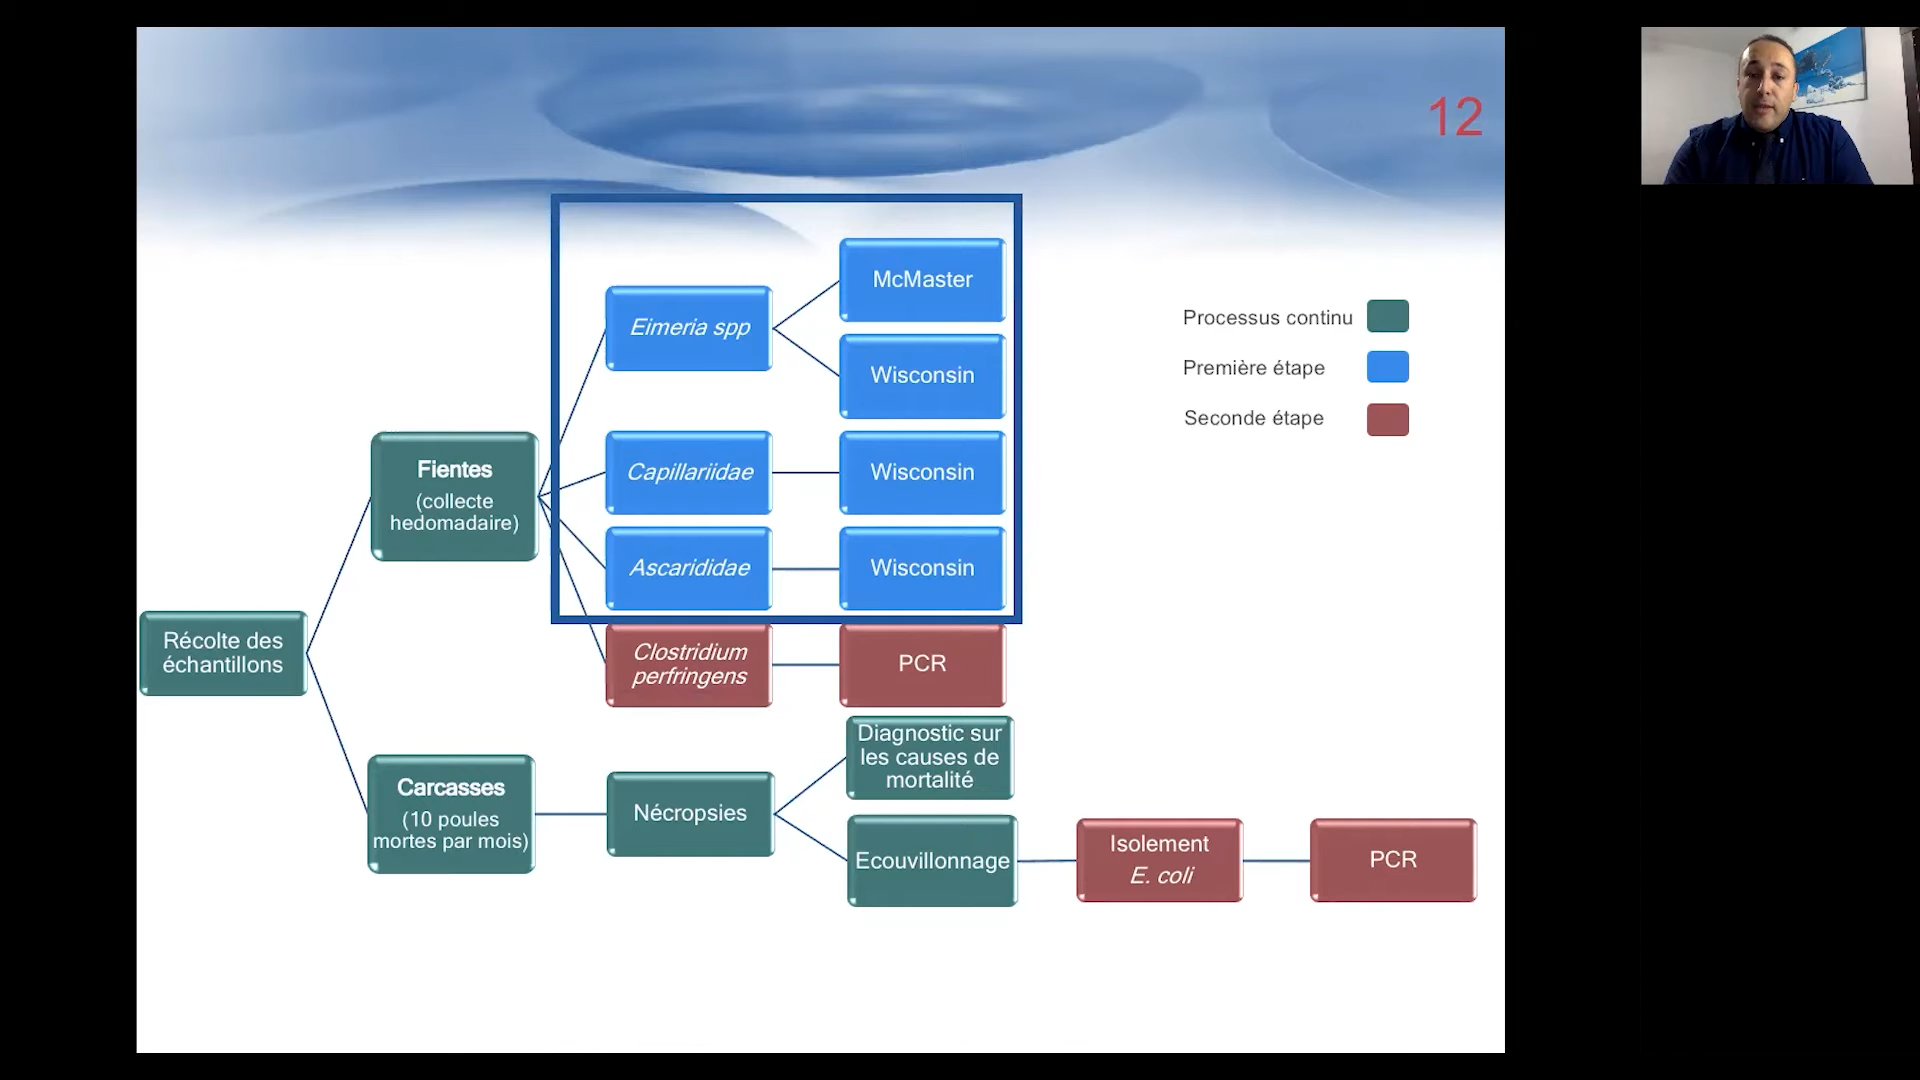 12
McMaster
Eimeria spp
Wisconsin
Processus continu
Première étape
Seconde étape
Fientes
(collecte
hedomadaire)
Capillariidae
Wisconsin
Ascarididae
Wisconsin
Récolte des
échantillons
Clostridium
perfringens
PCR
Carcasses
(10 poules
mortes par mois)
Nécropsies
Diagnostic sur
les causes de
mortalité
Ecouvillonnage
Isolement
E. coli
PCR